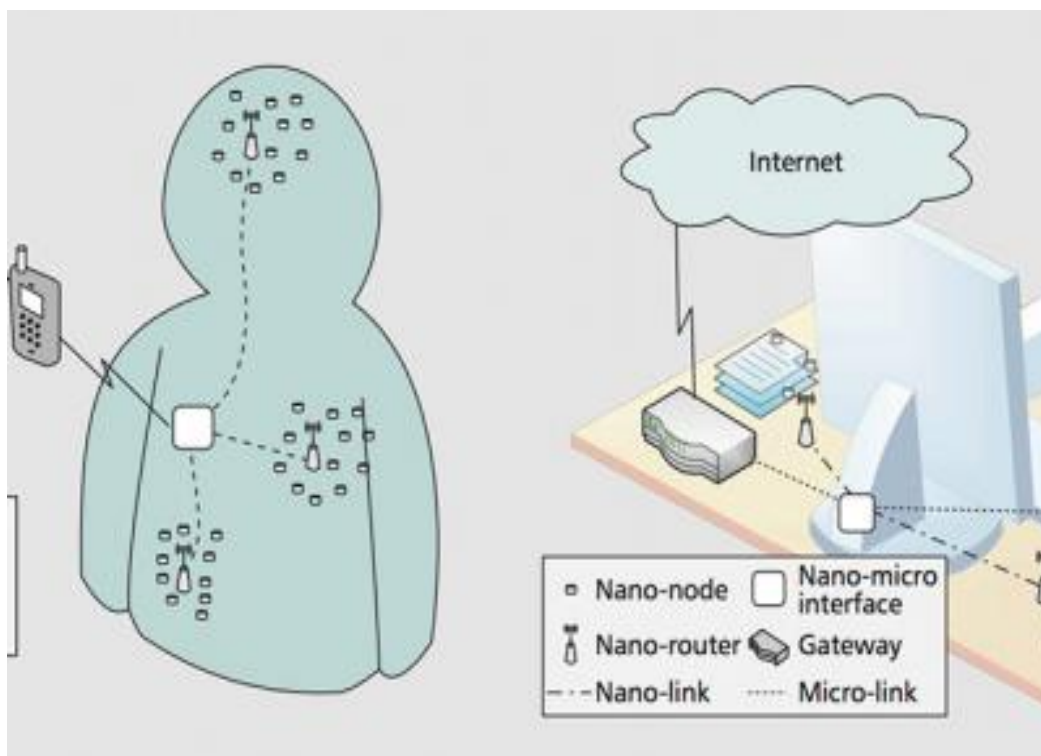 Internet
Nano-node
Nano-micro
interface
Nano-router
Gateway
Nano-link
Micro-link